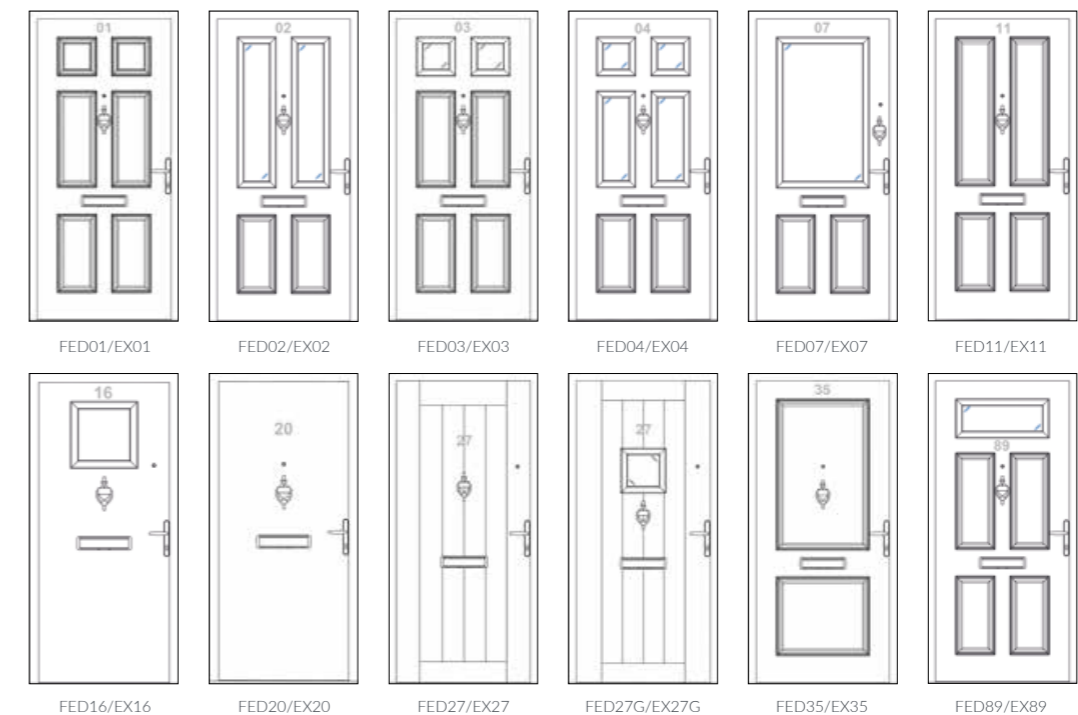 01 02 03 04 07 11
FED01/EX01 FED02/EX02 FED03/EX03 FED04/EX04 FED07/EX07 FED11/EX11
16 20 27 27 35 89
FED16/EX16 FED20/EX20 FED27/EX27 FED27G/EX27G FED35/EX35 FED89/EX89